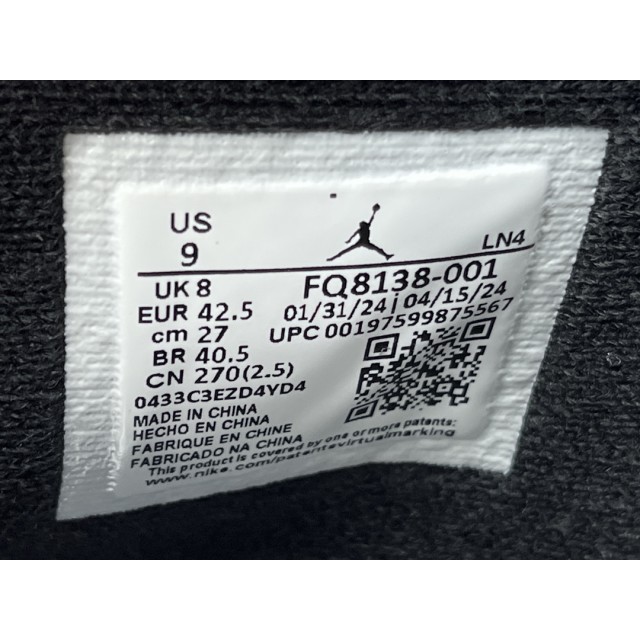 US
9
LN4
UK 8
FQ8138-001
EUR 42.5
01/31/24 | 04/15/24
cm 27
UPC 00197599875567
BR 40.5
CN 270(2.5)
0433C3EZD4YD4
MADE IN CHINA
HECHO EN CHINA
FABRIQUE EN CHINE
FABRICADO NA CHINA
This product is covered by one or more patents:
www.nike.com/patentsvirtualmarking